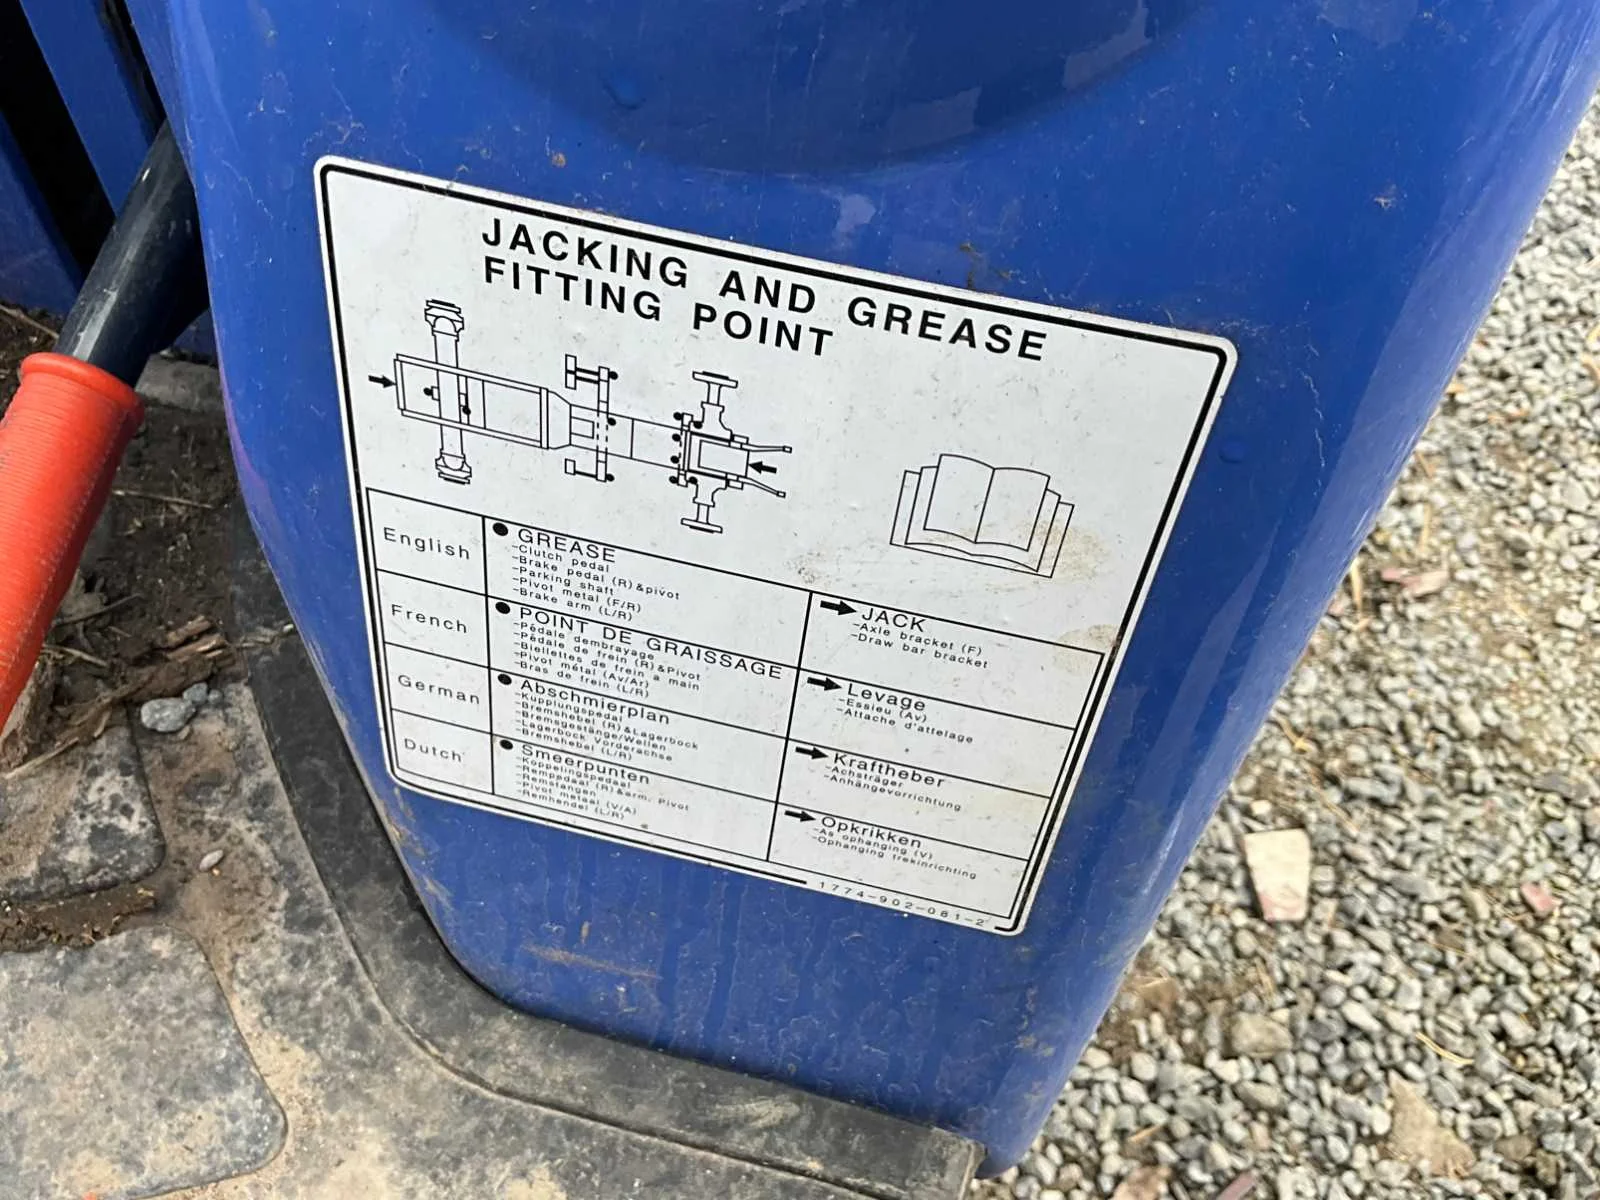 JACKING AND GREASE
FITTING POINT
English
● GREASE
-Clutch pedal
-Brake pedal (R)&pivot
-Parking shaft
-Pivot metal (F/R)
-Brake arm (L/R)
➔ JACK
-Axle bracket (F)
-Draw bar bracket
French
● POINT DE GRAISSAGE
-Pédale dembrayage
-Pédale de frein (R)&Pivot
-Biellettes de frein a main
-Pivot métal (Av/Ar)
-Bras de frein (L/R)
➔ Levage
-Essieu (Av)
-Attache d'attelage
German
● Abschmierplan
-Kupplungspedal
-Bremshebel (R)&Lagerbock
-Bremsgestänge/Wellen
-Lagerbock Vorderachse
-Bremshebel (L/R)
➔ Kraftheber
-Achsträger
-Anhängevorrichtung
Dutch
● Smeerpunten
-Koppelingspedaal
-Rempedaal (R)&arm, Pivot
-Remstangen
-Pivot metaal (V/A)
-Remhendel (L/R)
➔ Opkrikken
-As ophanging (V)
-Ophanging trekinrichting
1774-902-081-2